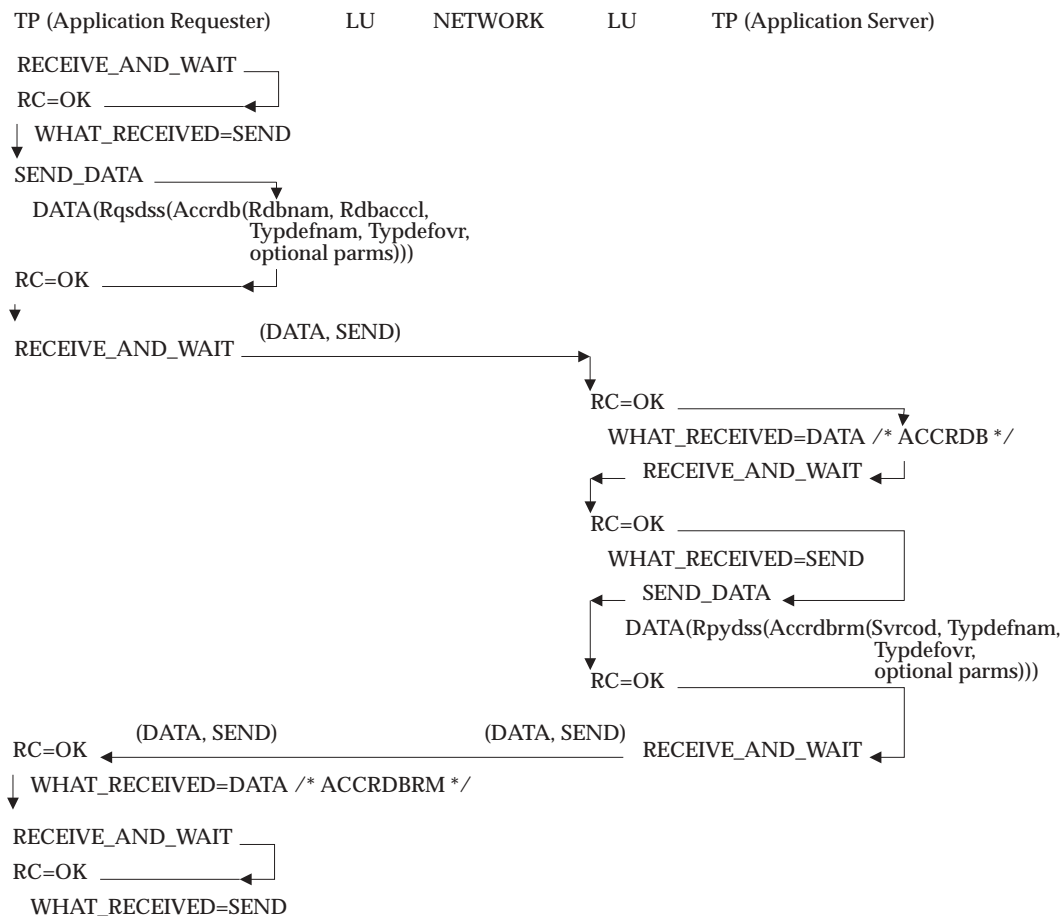 TP (Application Requester) LU NETWORK LU TP (Application Server)
RECEIVE_AND_WAIT
RC=OK
WHAT_RECEIVED=SEND
SEND_DATA
DATA(Rqsdss(Accrdb(Rdbnam, Rdbacccl,
Typdefnam, Typdefovr,
optional parms)))
RC=OK
(DATA, SEND)
RECEIVE_AND_WAIT
RC=OK
WHAT_RECEIVED=DATA /* ACCRDB */
RECEIVE_AND_WAIT
RC=OK
WHAT_RECEIVED=SEND
SEND_DATA
DATA(Rpydss(Accrdbrm(Svrcod, Typdefnam,
Typdefovr,
optional parms)))
RC=OK
(DATA, SEND) (DATA, SEND)
RC=OK RECEIVE_AND_WAIT
WHAT_RECEIVED=DATA /* ACCRDBRM */
RECEIVE_AND_WAIT
RC=OK
WHAT_RECEIVED=SEND